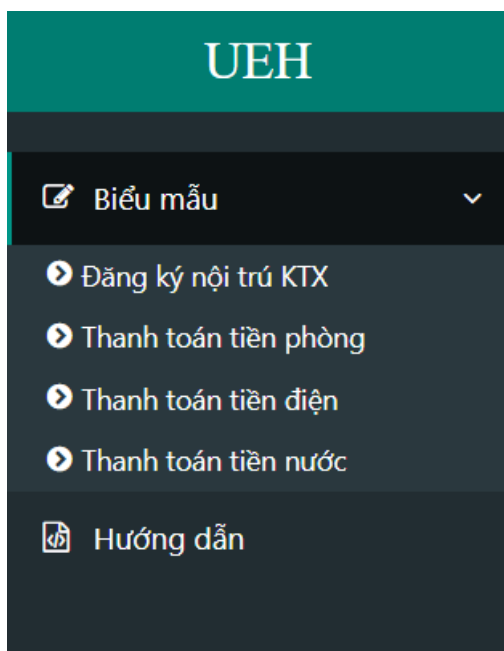 UEH
Biểu mẫu
Đăng ký nội trú KTX
Thanh toán tiền phòng
Thanh toán tiền điện
Thanh toán tiền nước
Hướng dẫn